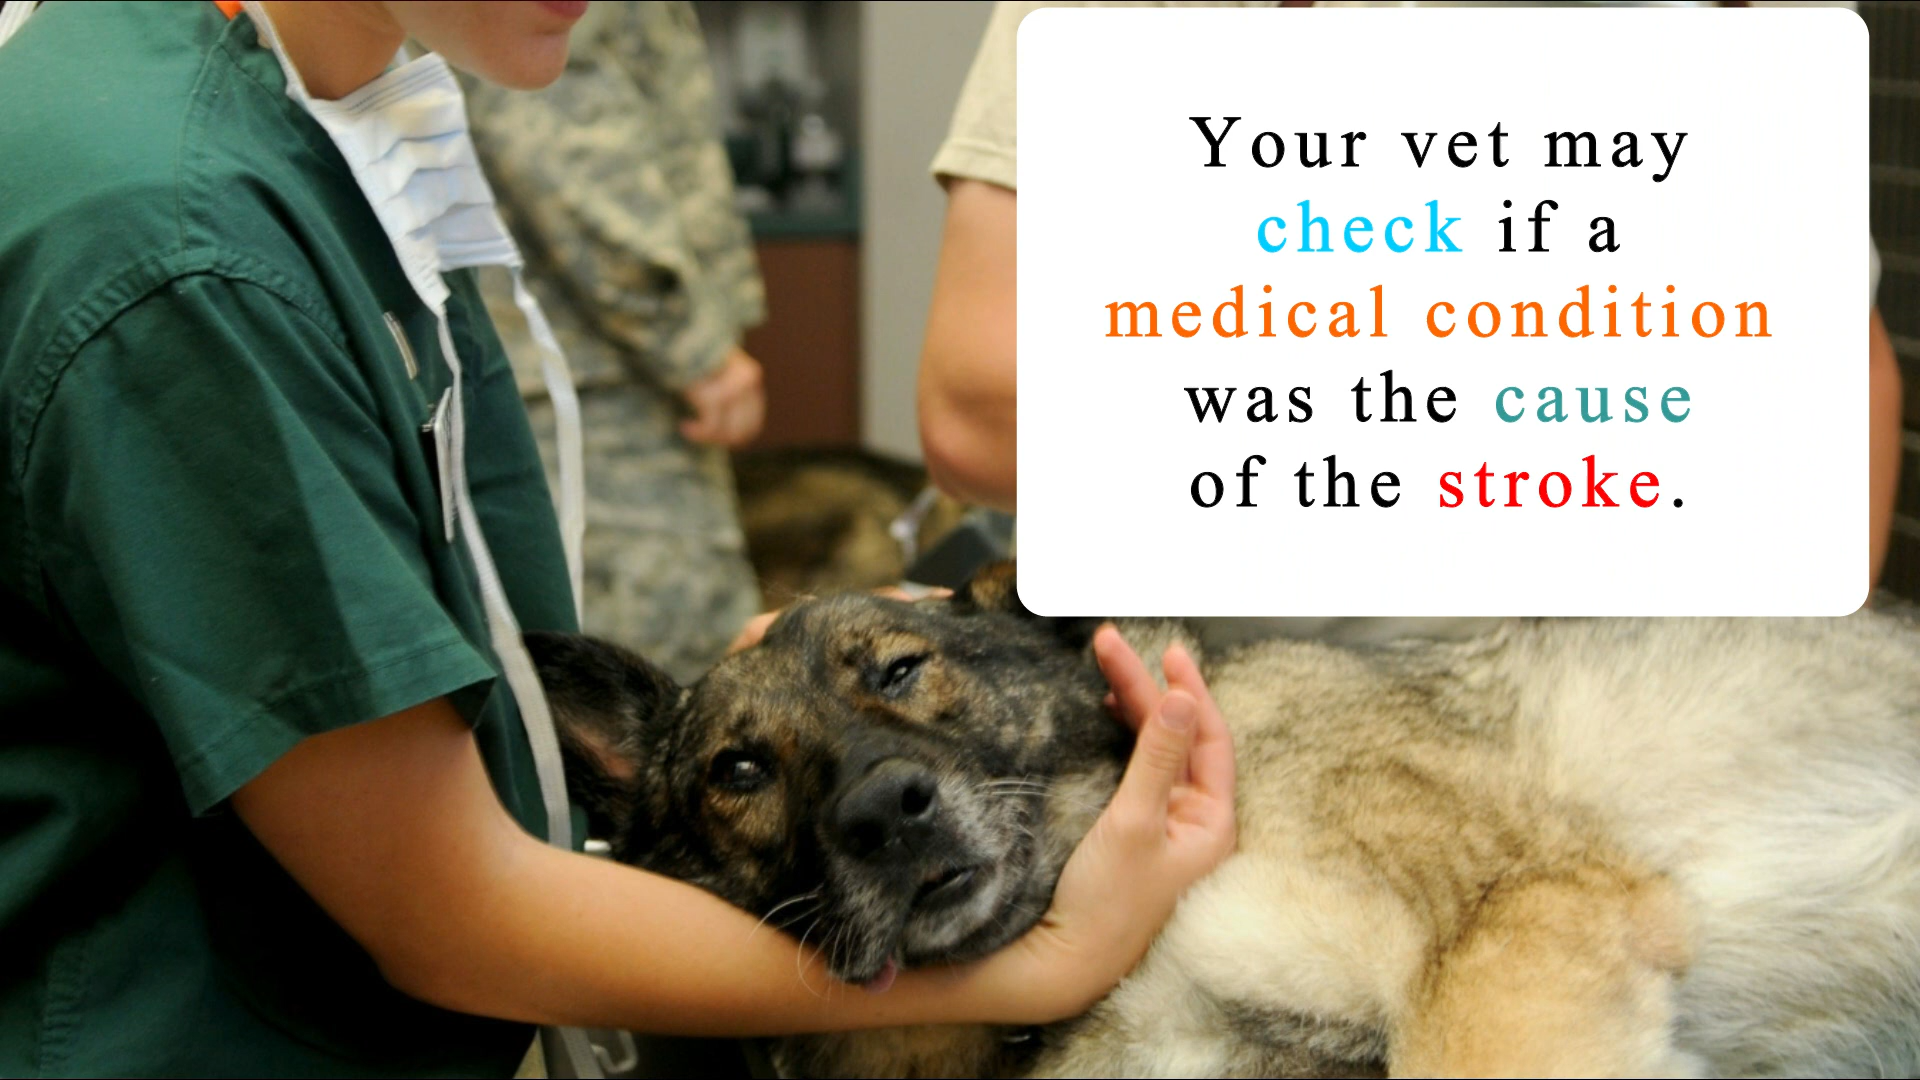 Your vet may
check if a
medical condition
was the cause
of the stroke.